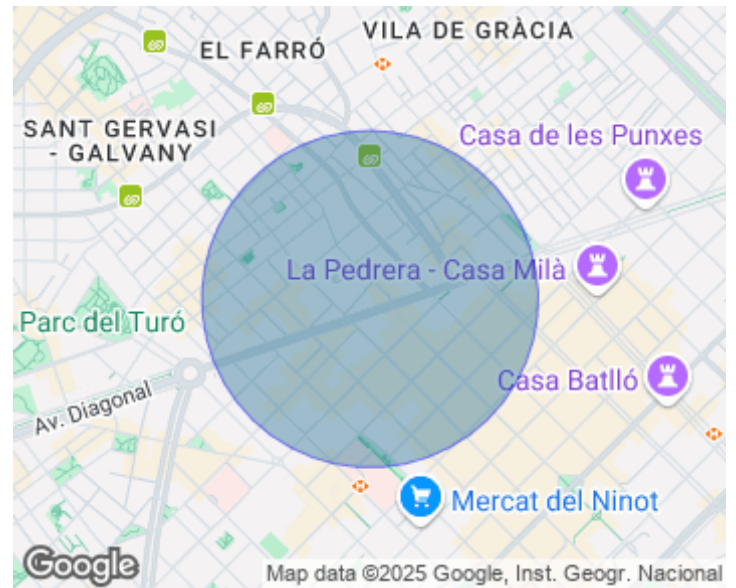 VILA DE GRÀCIA
EL FARRÓ
SANT GERVASI
- GALVANY
Casa de les Punxes
La Pedrera - Casa Milà
Parc del Turó
Casa Batlló
Av. Diagonal
Mercat del Ninot
Google
Map data ©2025 Google, Inst. Geogr. Nacional